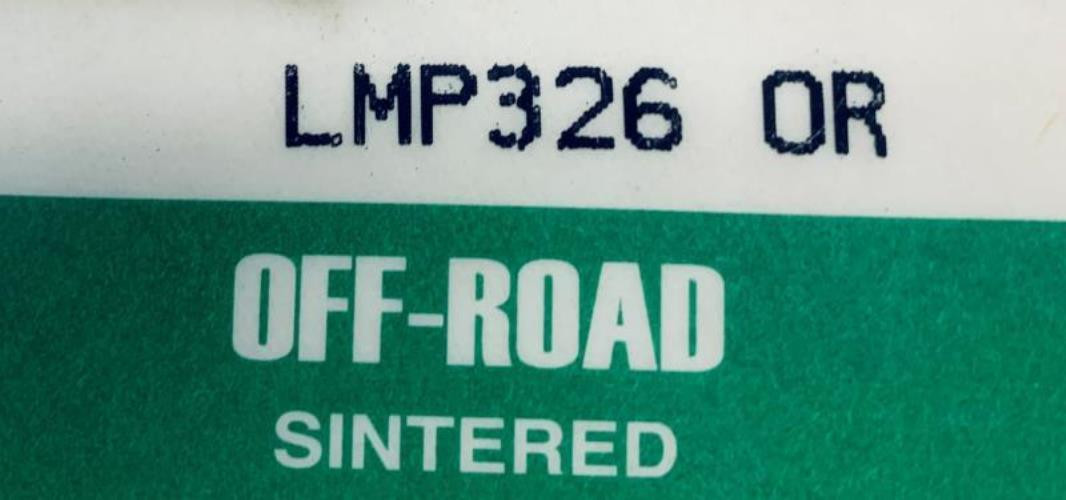 LMP326 OR
OFF-ROAD
SINTERED